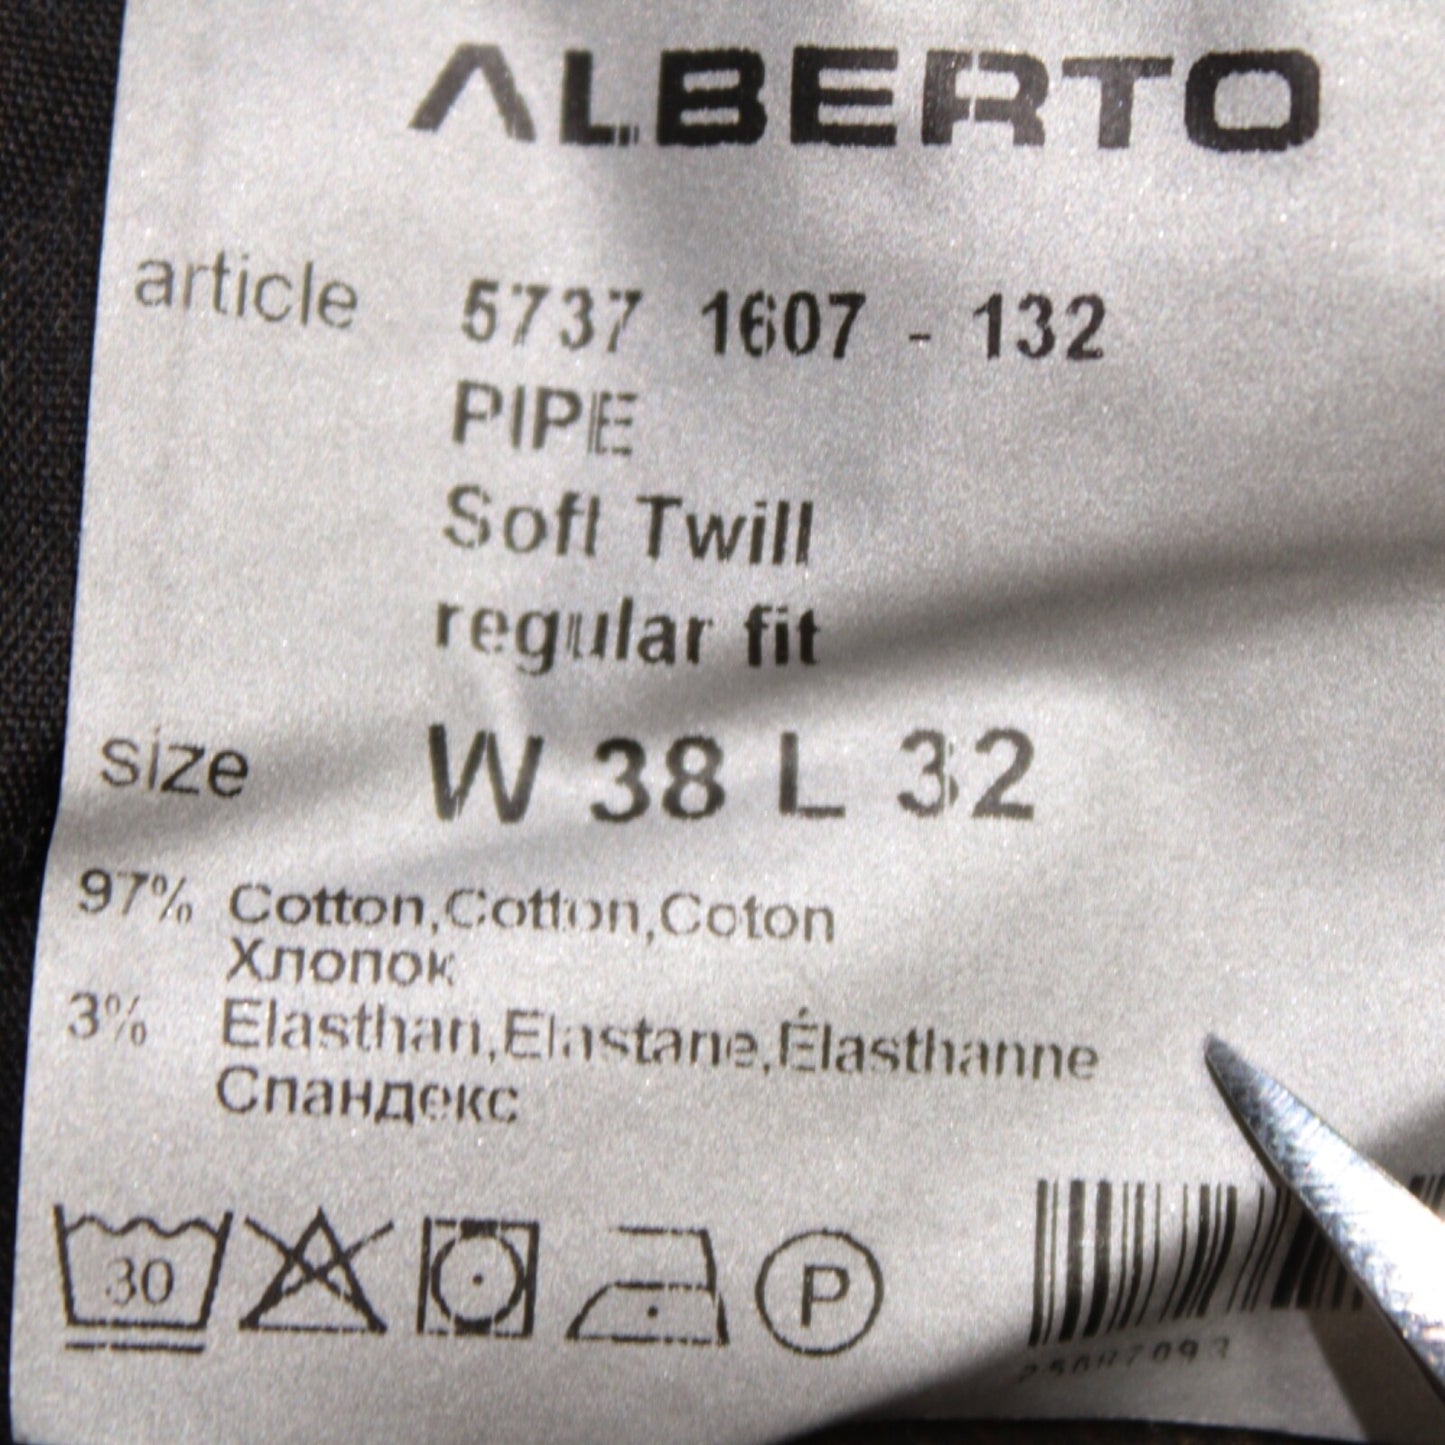 ALBERTO
article 5737 1607 - 132
PIPE
Soft Twill
regular fit
size W 38 L 32
97% Cotton,Cotton,Coton
Хлопок
3% Elasthan,Elastane,Élasthanne
Спандекс
30
P